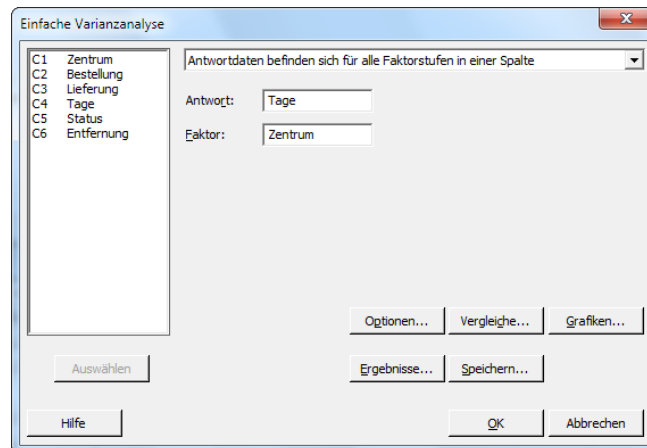 Einfache Varianzanalyse
C1 Zentrum
C2 Bestellung
C3 Lieferung
C4 Tage
C5 Status
C6 Entfernung
Antwortdaten befinden sich für alle Faktorstufen in einer Spalte
Antwort: Tage
Faktor: Zentrum
Optionen... Vergleiche... Grafiken...
Auswählen Ergebnisse... Speichern...
Hilfe OK Abbrechen